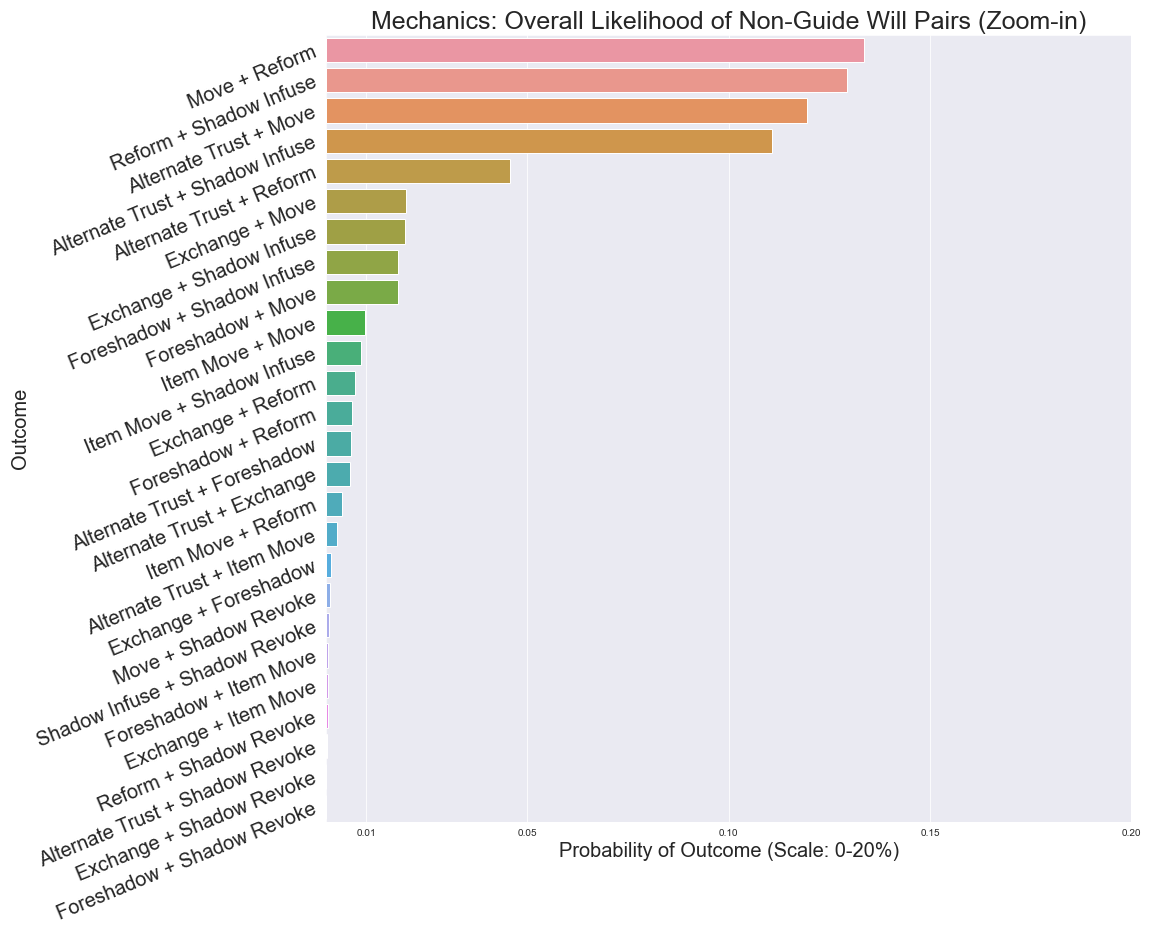 Mechanics: Overall Likelihood of Non-Guide Will Pairs (Zoom-in)
Move + Reform
Reform + Shadow Infuse
Alternate Trust + Move
Alternate Trust + Shadow Infuse
Alternate Trust + Reform
Exchange + Move
Exchange + Shadow Infuse
Foreshadow + Shadow Infuse
Foreshadow + Move
Item Move + Move
Item Move + Shadow Infuse
Exchange + Reform
Foreshadow + Reform
Alternate Trust + Foreshadow
Alternate Trust + Exchange
Item Move + Reform
Alternate Trust + Item Move
Exchange + Foreshadow
Move + Shadow Revoke
Shadow Infuse + Shadow Revoke
Foreshadow + Item Move
Exchange + Item Move
Reform + Shadow Revoke
Alternate Trust + Shadow Revoke
Exchange + Shadow Revoke
Foreshadow + Shadow Revoke
Outcome
0.01 0.05 0.10 0.15 0.20
Probability of Outcome (Scale: 0-20%)